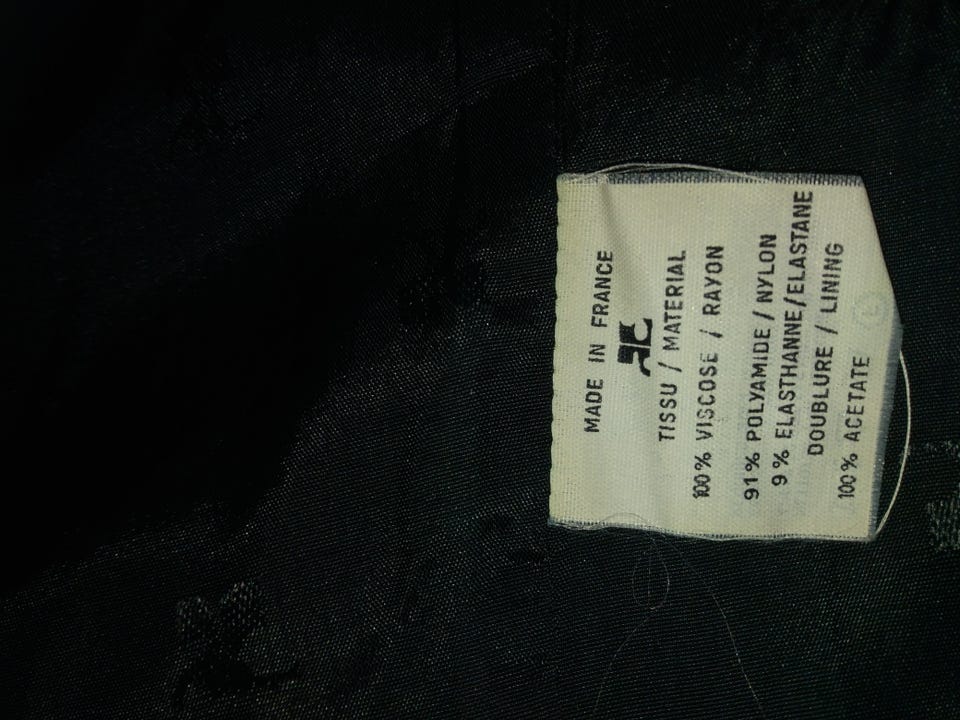 MADE IN FRANCE
TISSU / MATERIAL
100% VISCOSE / RAYON
91% POLYAMIDE / NYLON
9% ELASTHANNE/ELASTANE
DOUBLURE / LINING
100% ACETATE